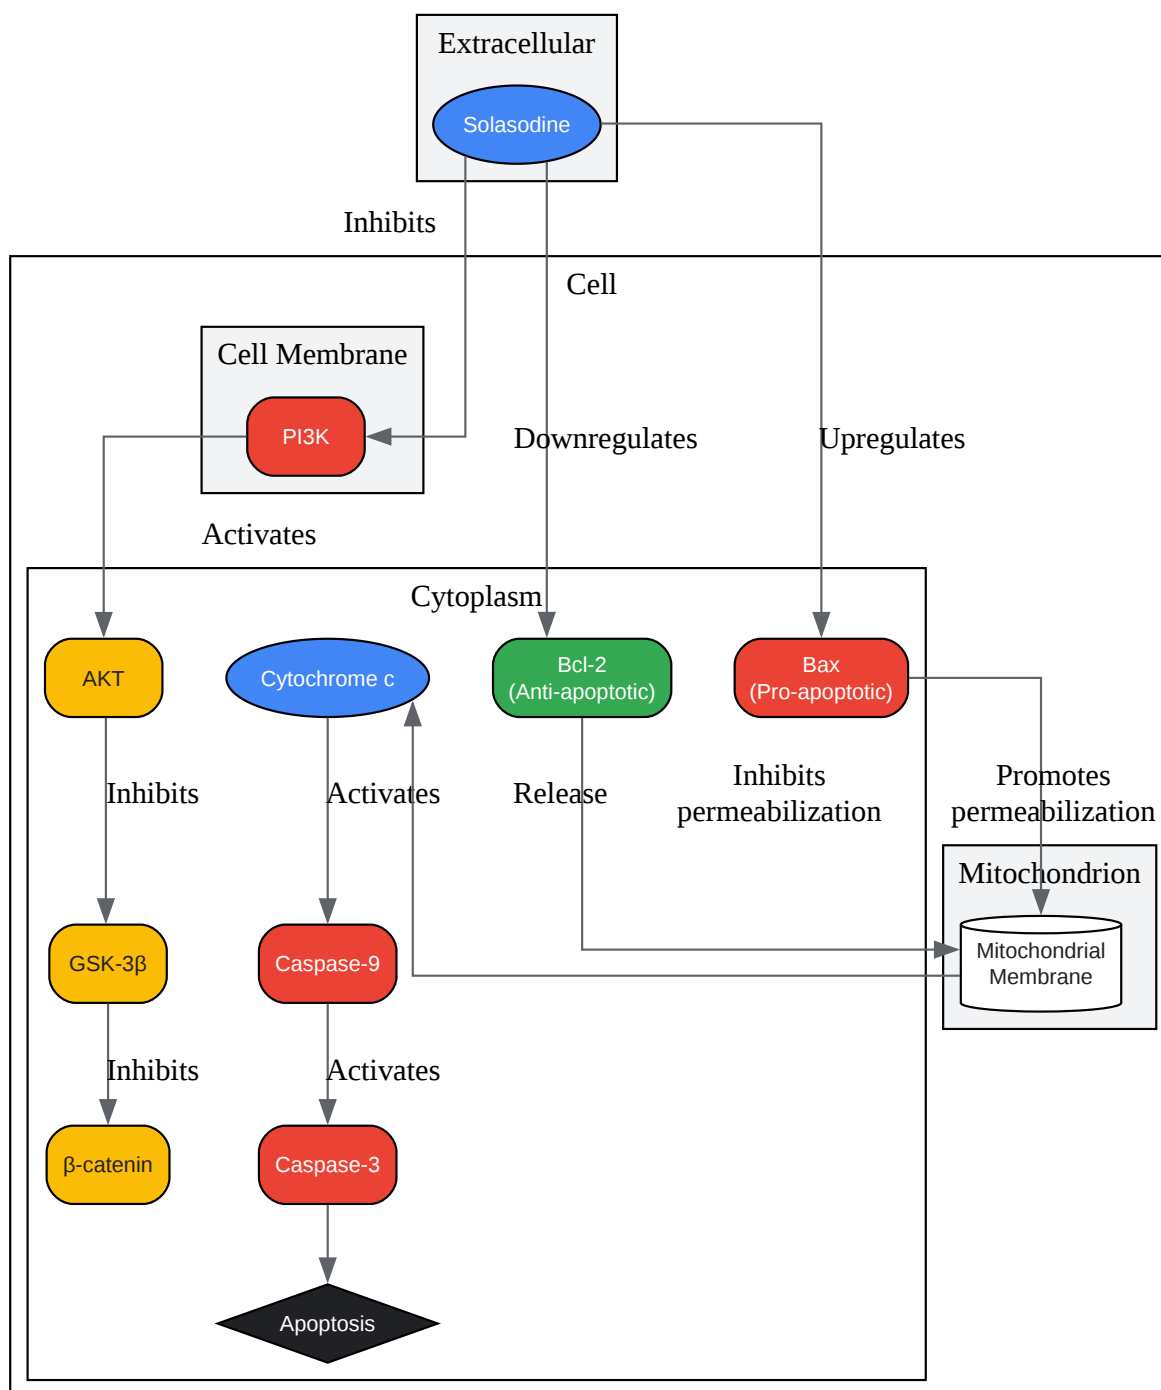 Extracellular
Solasodine
Inhibits
Cell
Cell Membrane
PI3K
Downregulates
Upregulates
Activates
Cytoplasm
AKT
Cytochrome c
Bcl-2
(Anti-apoptotic)
Bax
(Pro-apoptotic)
Inhibits
Activates
Release
Inhibits
permeabilization
Promotes
permeabilization
Mitochondrion
GSK-3β
Caspase-9
Mitochondrial
Membrane
Inhibits
Activates
β-catenin
Caspase-3
Apoptosis